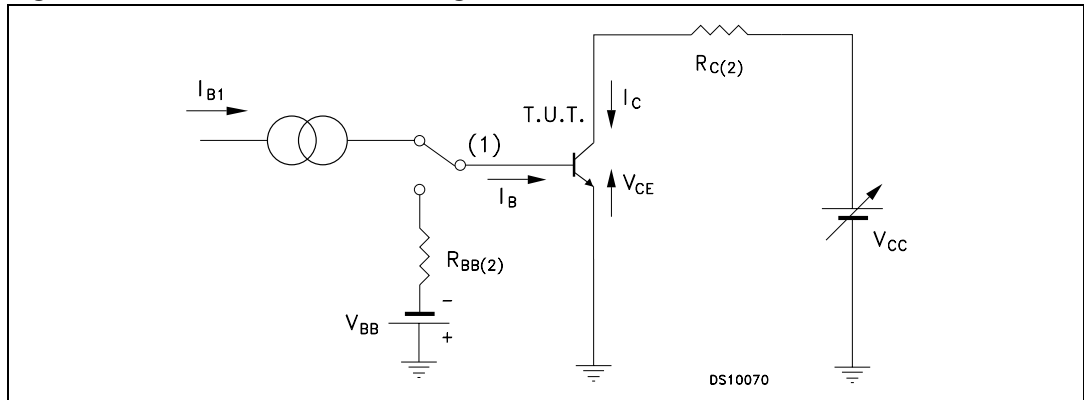 R_C(2)
I_B1
I_C
T.U.T.
(1)
V_CE
I_B
V_CC
R_BB(2)
-
V_BB
+
DS10070